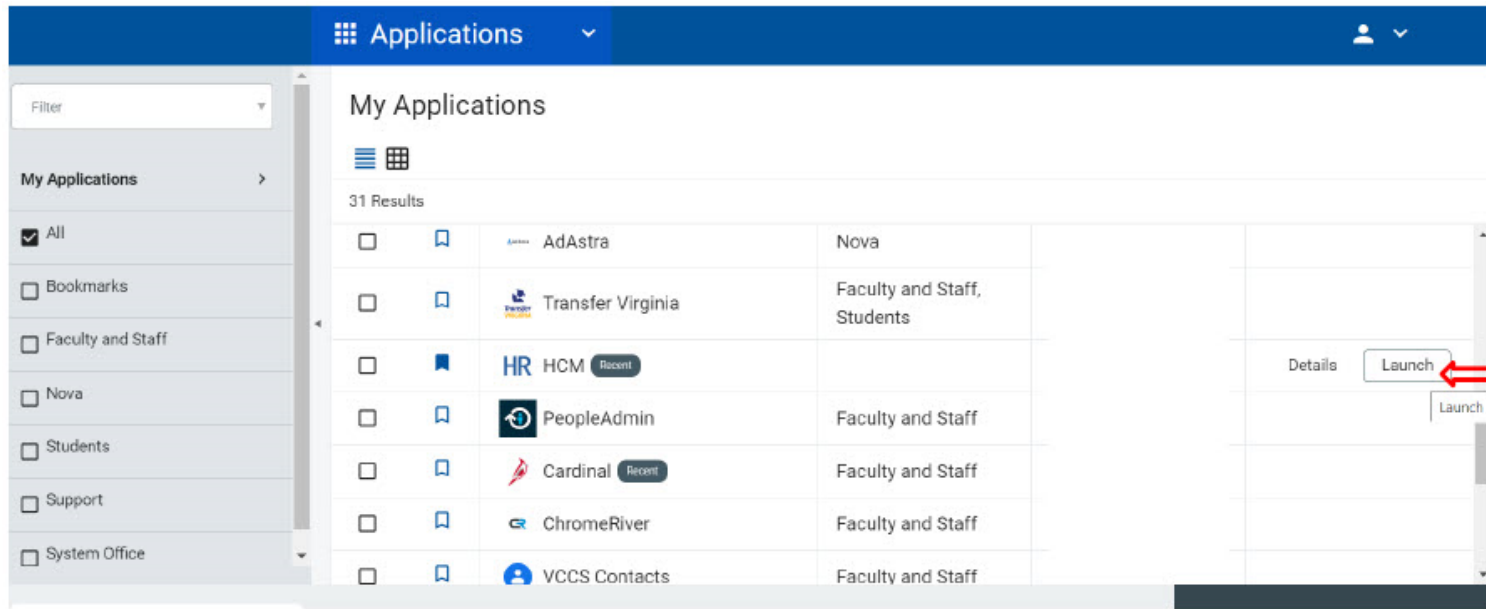 Applications
Filter
My Applications
All
Bookmarks
Faculty and Staff
Nova
Students
Support
System Office
My Applications
31 Results
AdAstra Nova
Transfer Virginia Faculty and Staff,
Students
HR HCM Recent Details Launch
Launch
PeopleAdmin Faculty and Staff
Cardinal Recent Faculty and Staff
CR ChromeRiver Faculty and Staff
VCCS Contacts Faculty and Staff